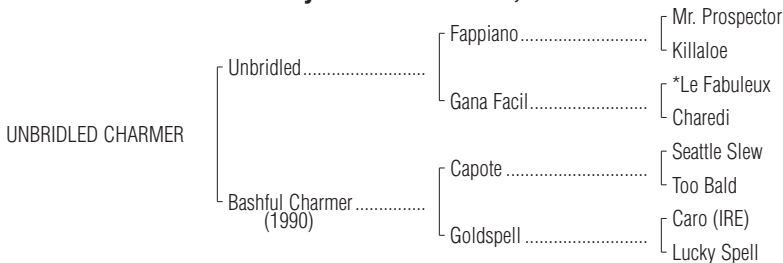 Mr. Prospector
Fappiano
Killaloe
Unbridled
*Le Fabuleux
Gana Facil
Charedi
UNBRIDLED CHARMER
Seattle Slew
Capote
Too Bald
Bashful Charmer
(1990)
Caro (IRE)
Goldspell
Lucky Spell